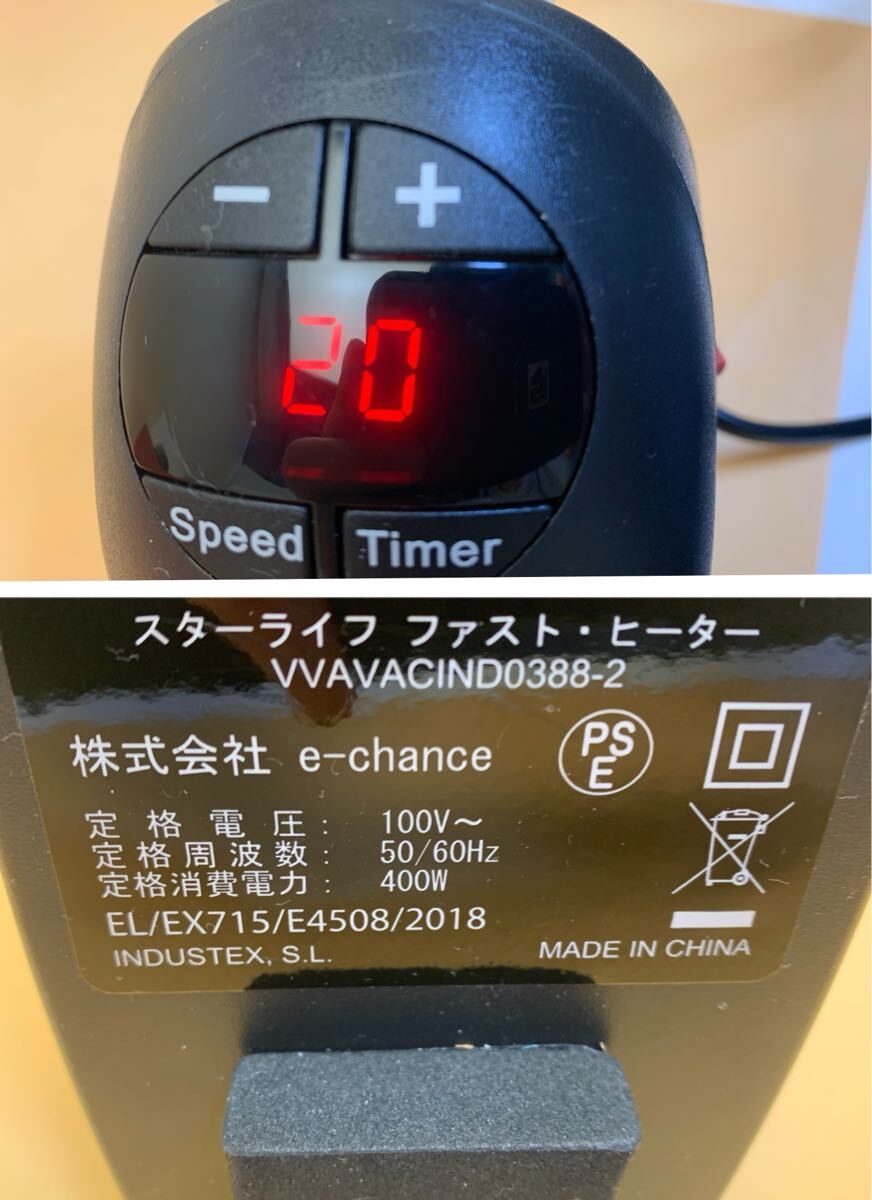 － ＋
20
Speed Timer
スターライフ ファスト・ヒーター
VVAVACIND0388-2
株式会社 e-chance
PSE
定格電圧： 100V～
定格周波数： 50/60Hz
定格消費電力： 400W
EL/EX715/E4508/2018
INDUSTEX, S.L.
MADE IN CHINA